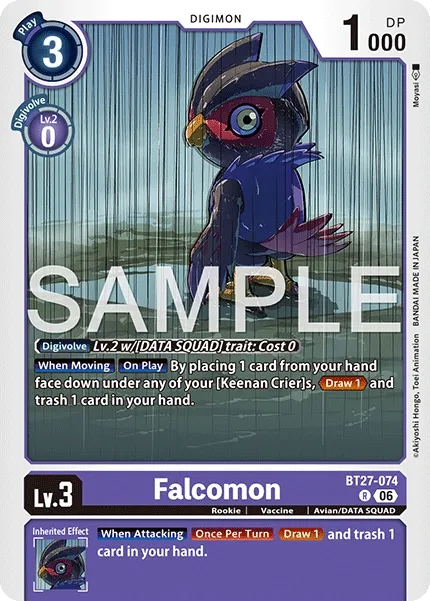 DIGIMON
Play
3
1000
DP
Digivolve
Lv.2
0
Moyasi
©Akiyoshi Hongo, Toei Animation BANDAI MADE IN JAPAN
SAMPLE
Digivolve Lv.2 w/[DATA SQUAD] trait: Cost 0
When Moving On Play By placing 1 card from your hand
face down under any of your [Keenan Crier]s, Draw 1 and
trash 1 card in your hand.
BT27-074
Lv.3
Falcomon
R 06
Rookie | Vaccine | Avian/DATA SQUAD
Inherited Effect
When Attacking Once Per Turn Draw 1 and trash 1
card in your hand.